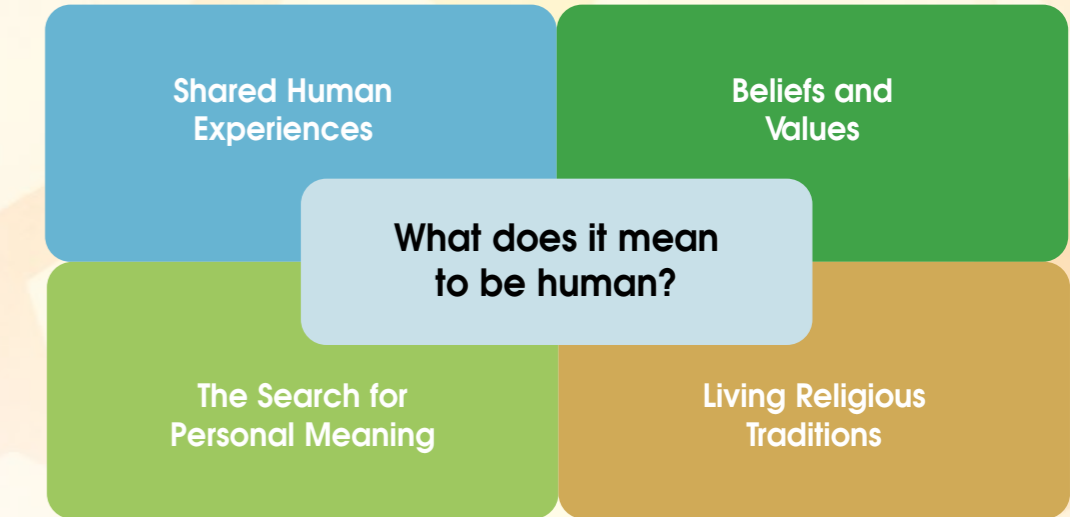 Shared Human
Experiences
Beliefs and
Values
What does it mean
to be human?
The Search for
Personal Meaning
Living Religious
Traditions